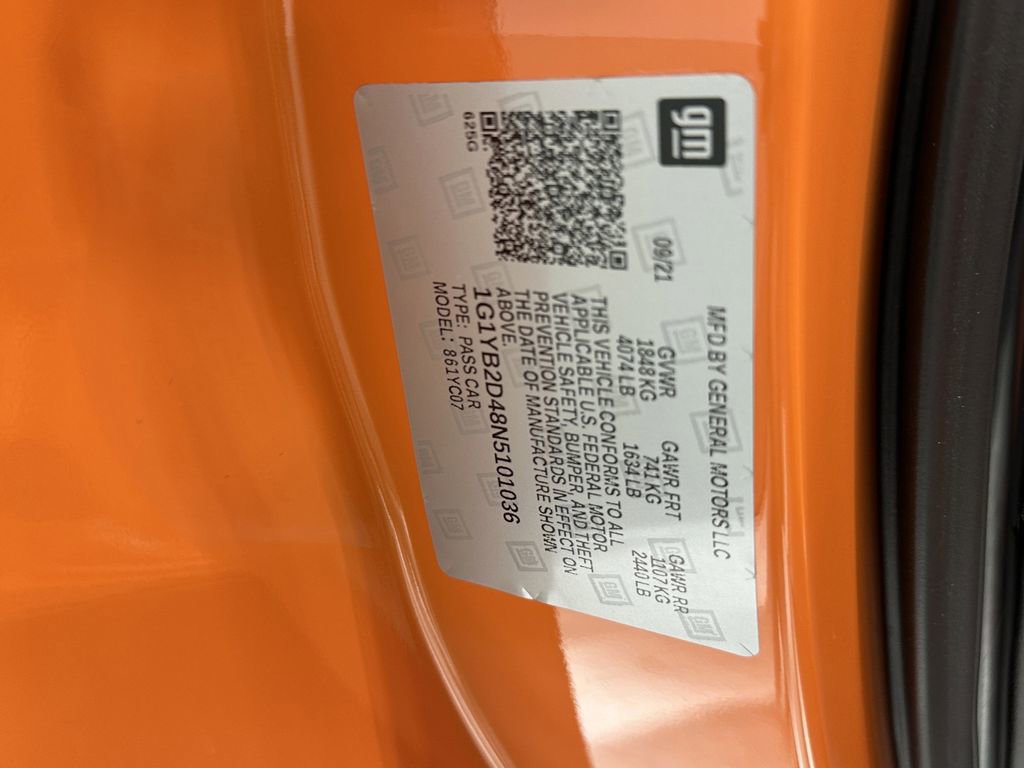 gm
MFD BY GENERAL MOTORS LLC
09/21
GVWR GAWR FRT GAWR RR
1848 KG 741 KG 1107 KG
4074 LB 1634 LB 2440 LB
THIS VEHICLE CONFORMS TO ALL
APPLICABLE U.S. FEDERAL MOTOR
VEHICLE SAFETY, BUMPER, AND THEFT
PREVENTION STANDARDS IN EFFECT ON
THE DATE OF MANUFACTURE SHOWN
ABOVE.
1G1YB2D48N5101036
TYPE: PASS CAR
MODEL: 861YC07
625G